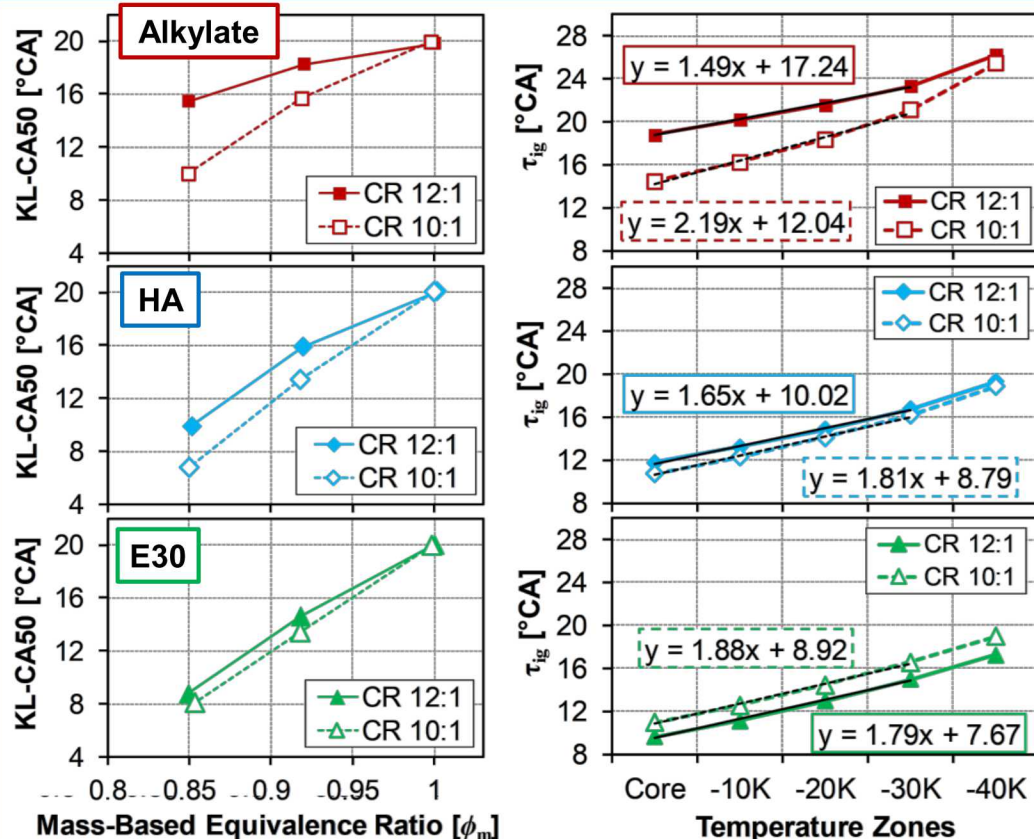 Alkylate
KL-CA50 [°CA]
20
16
12
8
4
CR 12:1
CR 10:1
τig [°CA]
28
24
20
16
12
8
y = 1.49x + 17.24
y = 2.19x + 12.04
CR 12:1
CR 10:1
HA
KL-CA50 [°CA]
20
16
12
8
4
CR 12:1
CR 10:1
τig [°CA]
28
24
20
16
12
8
CR 12:1
CR 10:1
y = 1.65x + 10.02
y = 1.81x + 8.79
E30
KL-CA50 [°CA]
20
16
12
8
4
CR 12:1
CR 10:1
τig [°CA]
28
24
20
16
12
8
CR 12:1
CR 10:1
y = 1.88x + 8.92
y = 1.79x + 7.67
0.8 0.85 0.9 0.95 1
Mass-Based Equivalence Ratio [ϕm]
Core -10K -20K -30K -40K
Temperature Zones